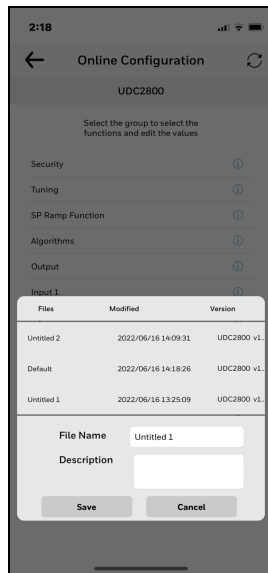 2:18
Online Configuration
UDC2800
Select the group to select the
functions and edit the values
Security
Tuning
SP Ramp Function
Algorithms
Output
Input 1
Files Modified Version
Untitled 2 2022/06/16 14:09:31 UDC2800 v1..
Default 2022/06/16 14:18:26 UDC2800 v1..
Untitled 1 2022/06/16 13:25:09 UDC2800 v1..
File Name Untitled 1
Description
Save Cancel